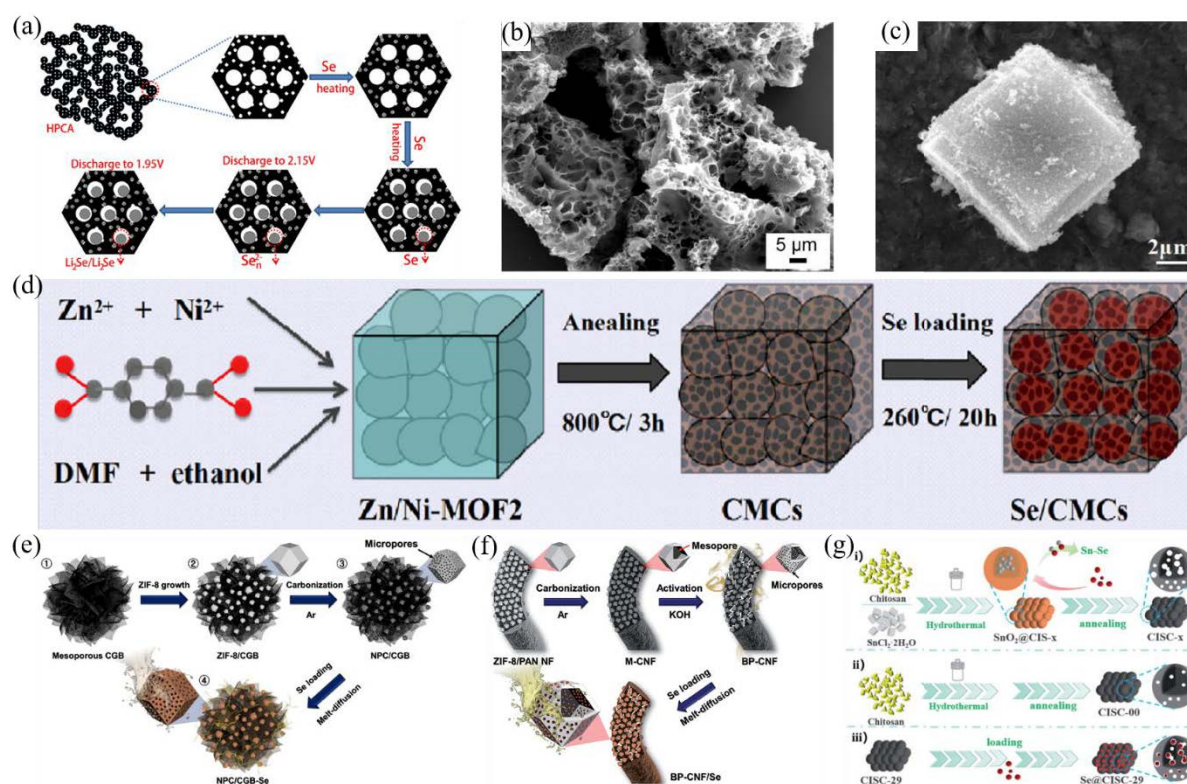 (a)
HPCA
Se
heating
Se
heating
Discharge to 1.95V
Discharge to 2.15V
Li₂Se/Li₂Se
Seₙ²⁻
Se
(b)
5 µm
(c)
2µm
(d)
Zn²⁺ + Ni²⁺
DMF + ethanol
Zn/Ni-MOF2
Anealing
800℃/ 3h
CMCs
Se loading
260℃/ 20h
Se/CMCs
(e)
①
Mesoporous CGB
ZIF-8 growth
②
ZIF-8/CGB
Carbonization
Ar
③
Micropores
NPC/CGB
Se loading
Melt-diffusion
④
NPC/CGB-Se
(f)
ZIF-8/PAN NF
Carbonization
Ar
Mesopore
M-CNF
Activation
KOH
Micropores
BP-CNF
Se loading
Melt-diffusion
BP-CNF/Se
(g)
i)
Chitosan
SnCl₂·2H₂O
Hydrothermal
SnO₂@CIS-x
Sn-Se
annealing
CISC-x
ii)
Chitosan
Hydrothermal
annealing
CISC-00
iii)
CISC-29
loading
Se@CISC-29